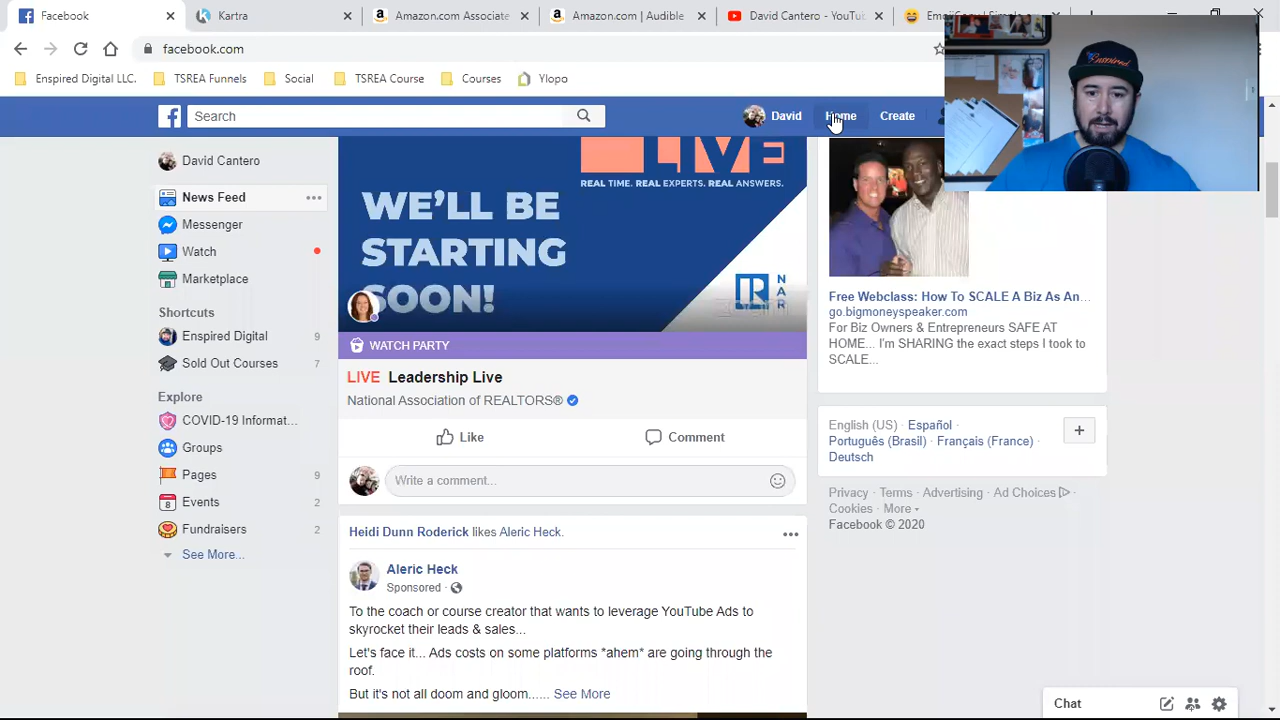 Facebook
Kartra
Amazon.com Associate
Amazon.com | Audible
David Cantero - YouTu
EmojiCopy | Simple e
facebook.com
Enspired Digital LLC.
TSREA Funnels
Social
TSREA Course
Courses
Ylopo
Search
David
Home
Create
David Cantero
News Feed
Messenger
Watch
Marketplace
Shortcuts
Enspired Digital 9
Sold Out Courses 7
Explore
COVID-19 Informat...
Groups
Pages 9
Events 2
Fundraisers 2
See More...
LIVE
REAL TIME. REAL EXPERTS. REAL ANSWERS.
WE'LL BE
STARTING
SOON!
NAR
zoom
WATCH PARTY
LIVE Leadership Live
National Association of REALTORS®
Like
Comment
Write a comment...
Heidi Dunn Roderick likes Aleric Heck.
Aleric Heck
Sponsored ·
To the coach or course creator that wants to leverage YouTube Ads to
skyrocket their leads & sales...
Let's face it... Ads costs on some platforms *ahem* are going through the
roof.
But it's not all doom and gloom...... See More
Free Webclass: How To SCALE A Biz As An...
go.bigmoneyspeaker.com
For Biz Owners & Entrepreneurs SAFE AT
HOME... I'm SHARING the exact steps I took to
SCALE...
English (US) · Español ·
Português (Brasil) · Français (France) ·
Deutsch
Privacy · Terms · Advertising · Ad Choices ·
Cookies · More
Facebook © 2020
Chat